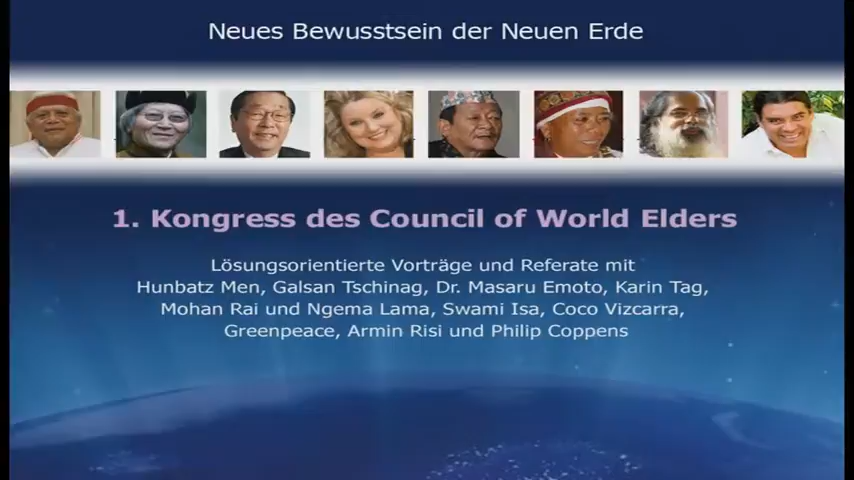 Neues Bewusstsein der Neuen Erde
1. Kongress des Council of World Elders
Lösungsorientierte Vorträge und Referate mit
Hunbatz Men, Galsan Tschinag, Dr. Masaru Emoto, Karin Tag,
Mohan Rai und Ngema Lama, Swami Isa, Coco Vizcarra,
Greenpeace, Armin Risi und Philip Coppens